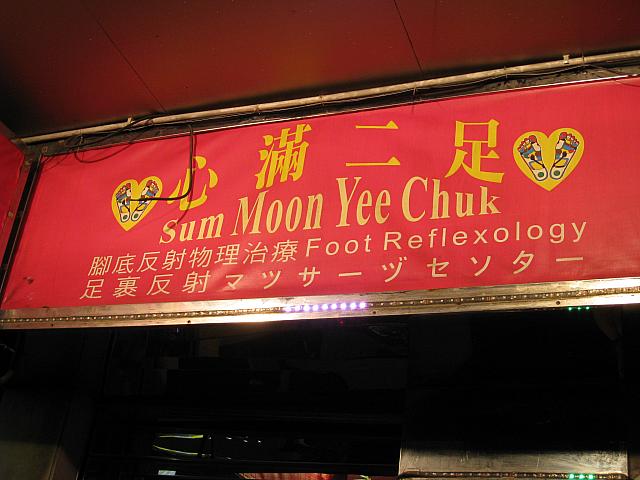 心滿二足
Sum Moon Yee Chuk
腳底反射物理治療 Foot Reflexology
足裏反射マツサーヅセソター